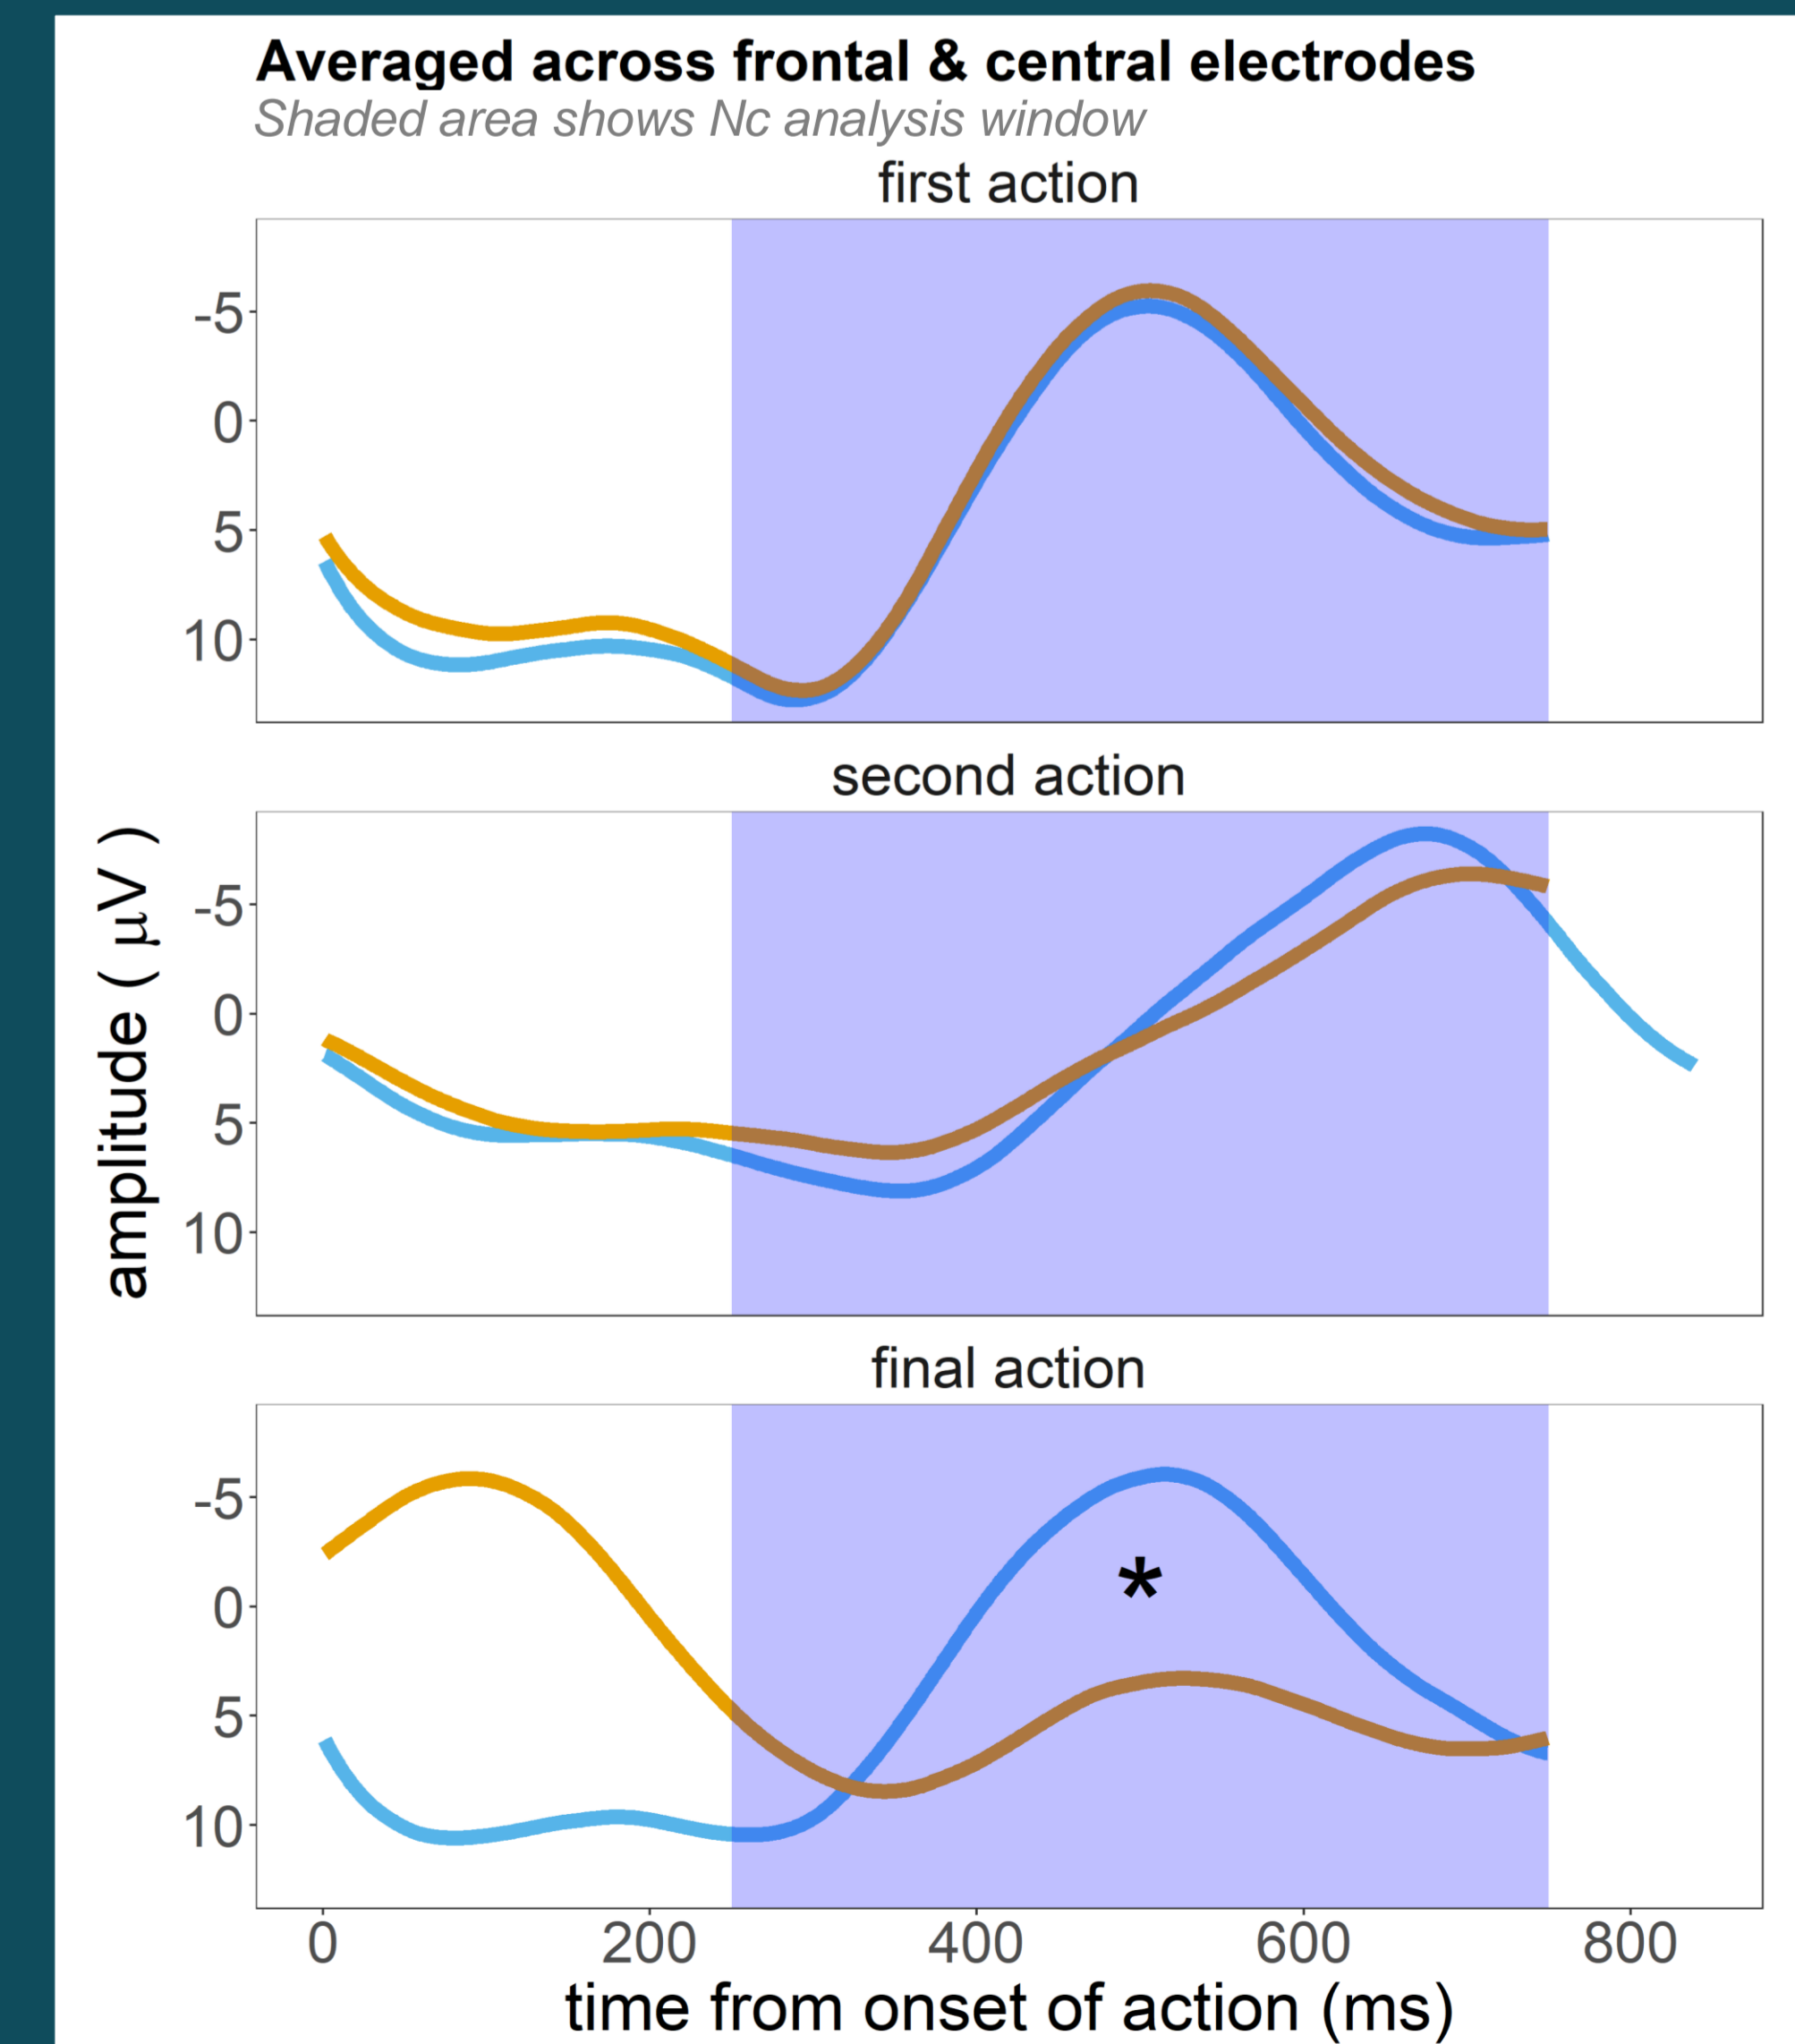 Averaged across frontal & central electrodes
Shaded area shows Nc analysis window
first action
-5
0
5
10
second action
amplitude ( μV )
-5
0
5
10
final action
-5
0
5
10
*
0 200 400 600 800
time from onset of action (ms)